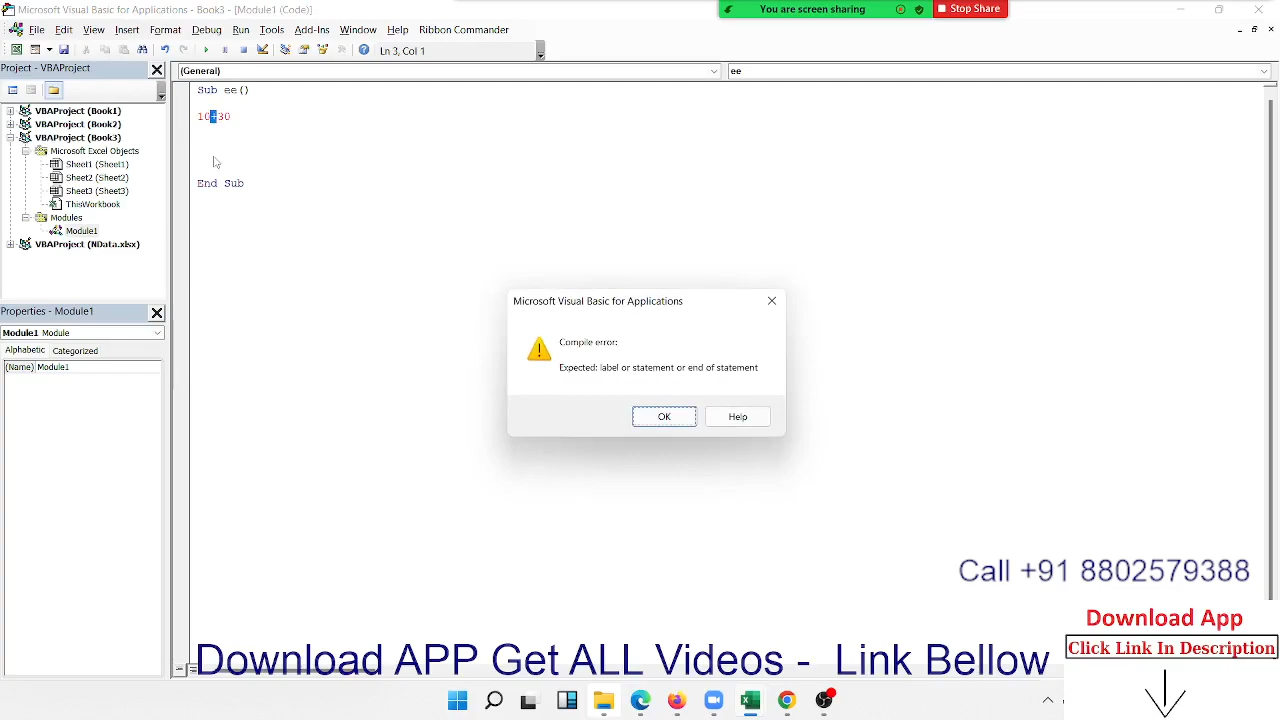 Microsoft Visual Basic for Applications - Book3 - [Module1 (Code)]
You are screen sharing
Stop Share
File Edit View Insert Format Debug Run Tools Add-Ins Window Help Ribbon Commander
Ln 3, Col 1
Project - VBAProject
(General)
ee
VBAProject (Book1)
VBAProject (Book2)
VBAProject (Book3)
Microsoft Excel Objects
Sheet1 (Sheet1)
Sheet2 (Sheet2)
Sheet3 (Sheet3)
ThisWorkbook
Modules
Module1
VBAProject (NData.xlsx)
Sub ee()
10+30
End Sub
Properties - Module1
Module1 Module
Alphabetic Categorized
(Name) Module1
Microsoft Visual Basic for Applications
Compile error:
Expected: label or statement or end of statement
OK
Help
Call +91 8802579388
Download App
Click Link In Description
Download APP Get ALL Videos - Link Bellow